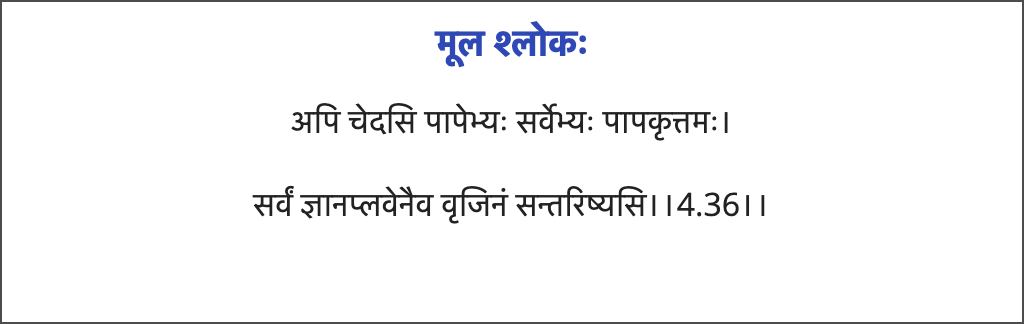 मूल श्लोकः
अपि चेदसि पापेभ्यः सर्वेभ्यः पापकृत्तमः।
सर्वं ज्ञानप्लवेनैव वृजिनं सन्तरिष्यसि।।4.36।।